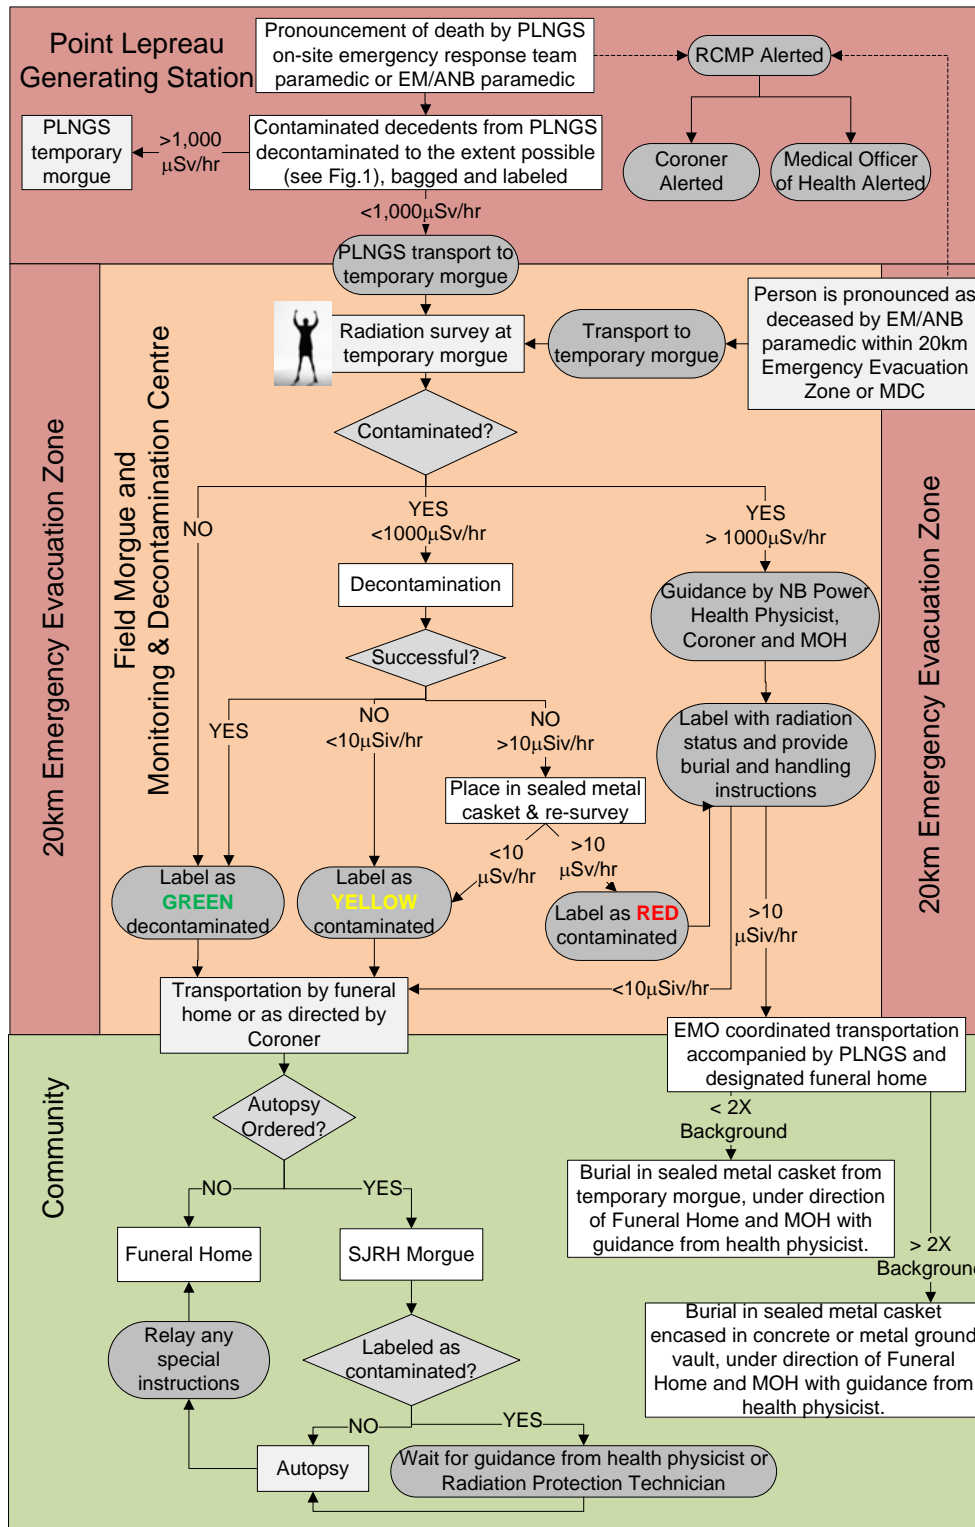 Point Lepreau
Generating Station
Pronouncement of death by PLNGS
on-site emergency response team
paramedic or EM/ANB paramedic
RCMP Alerted
PLNGS
temporary
morgue
>1,000
μSv/hr
Contaminated decedents from PLNGS
decontaminated to the extent possible
(see Fig.1), bagged and labeled
Coroner
Alerted
Medical Officer
of Health Alerted
<1,000μSv/hr
PLNGS transport to
temporary morgue
20km Emergency Evacuation Zone
Field Morgue and
Monitoring & Decontamination Centre
Radiation survey at
temporary morgue
Transport to
temporary morgue
Person is pronounced as
deceased by EM/ANB
paramedic within 20km
Emergency Evacuation
Zone or MDC
20km Emergency Evacuation Zone
Contaminated?
NO
YES
<1000μSv/hr
YES
> 1000μSv/hr
Decontamination
Guidance by NB Power
Health Physicist,
Coroner and MOH
Successful?
YES
NO
<10μSiv/hr
NO
>10μSiv/hr
Label with radiation
status and provide
burial and handling
instructions
Place in sealed metal
casket & re-survey
<10
μSv/hr
>10
μSv/hr
Label as
GREEN
decontaminated
Label as
YELLOW
contaminated
Label as RED
contaminated
>10
μSiv/hr
<10μSiv/hr
Transportation by funeral
home or as directed by
Coroner
EMO coordinated transportation
accompanied by PLNGS and
designated funeral home
Community
Autopsy
Ordered?
< 2X
Background
NO
YES
Burial in sealed metal casket from
temporary morgue, under direction
of Funeral Home and MOH with
guidance from health physicist.
Funeral Home
SJRH Morgue
> 2X
Background
Relay any
special
instructions
Labeled as
contaminated?
Burial in sealed metal casket
encased in concrete or metal ground
vault, under direction of Funeral
Home and MOH with guidance from
health physicist.
NO
YES
Autopsy
Wait for guidance from health physicist or
Radiation Protection Technician